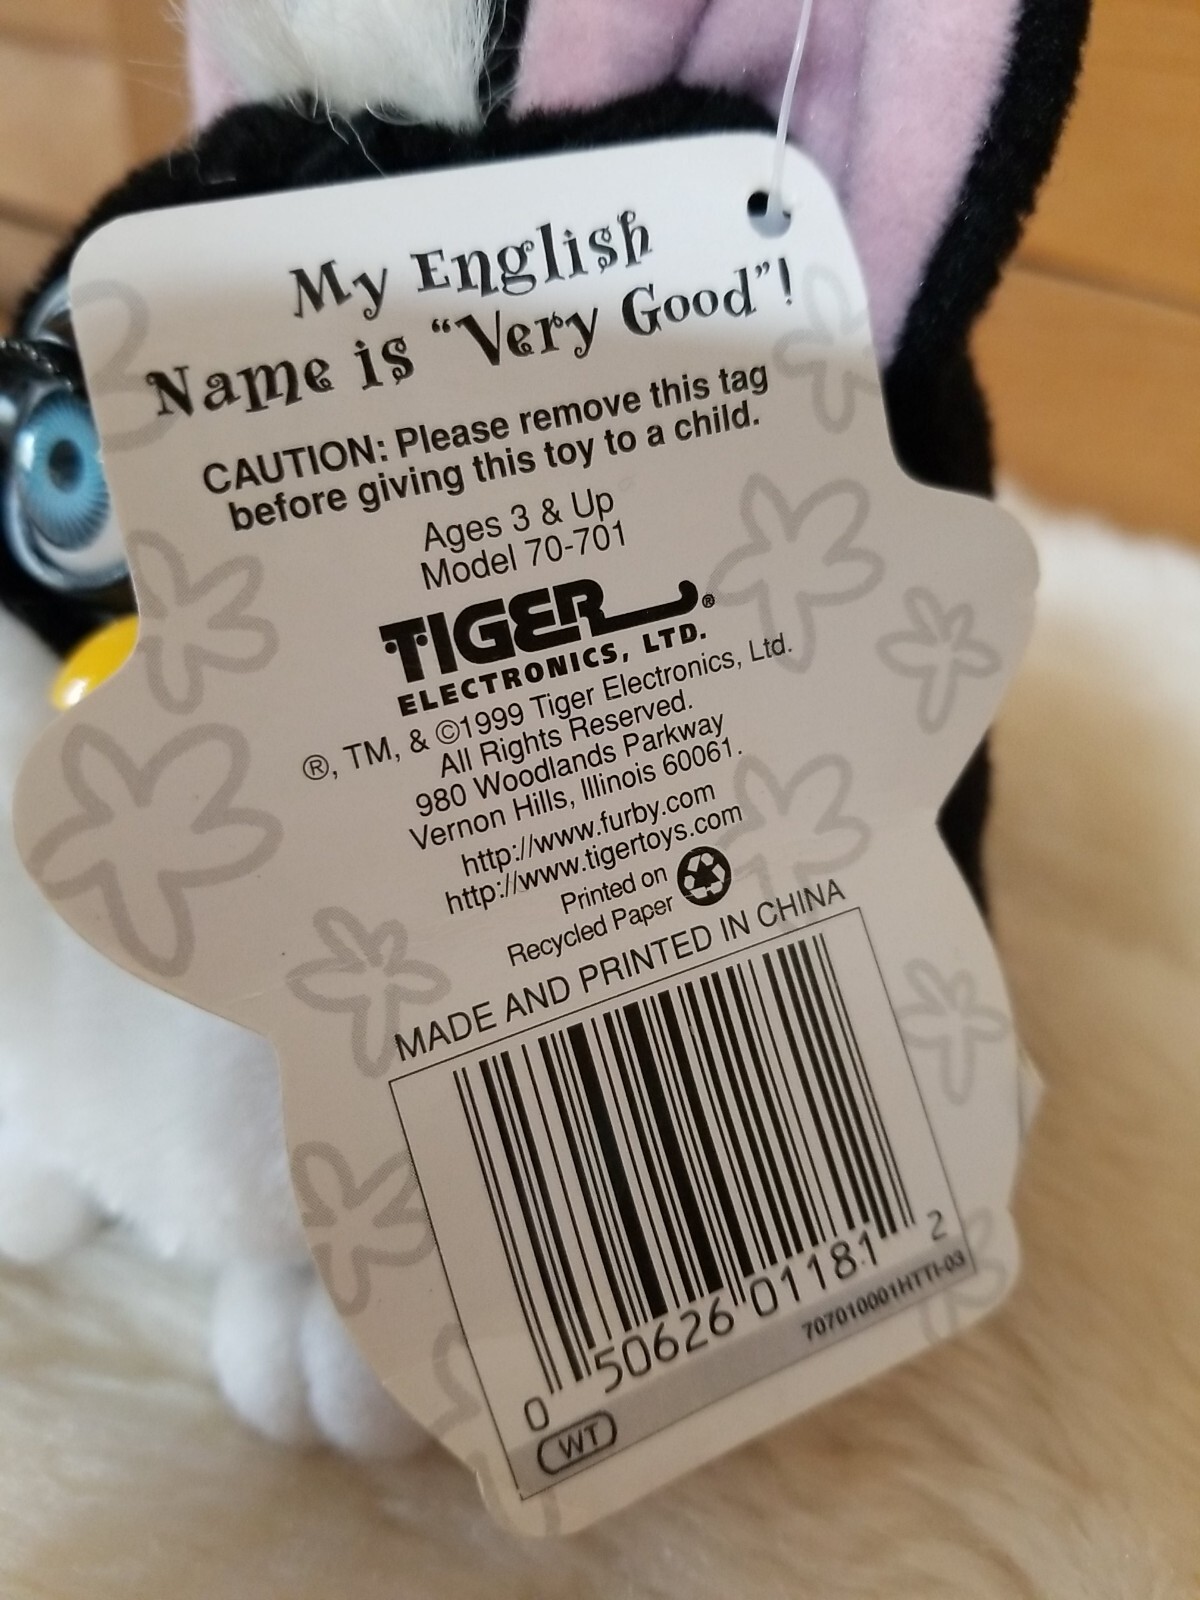 My English
Name is “Very Good”!
CAUTION: Please remove this tag
before giving this toy to a child.
Ages 3 & Up
Model 70-701
TIGER®
ELECTRONICS, LTD.
®, TM, & ©1999 Tiger Electronics, Ltd.
All Rights Reserved.
980 Woodlands Parkway
Vernon Hills, Illinois 60061.
http://www.furby.com
http://www.tigertoys.com
Printed on
Recycled Paper
MADE AND PRINTED IN CHINA
0 50626 01181 2
WT 707010001HTTI-03